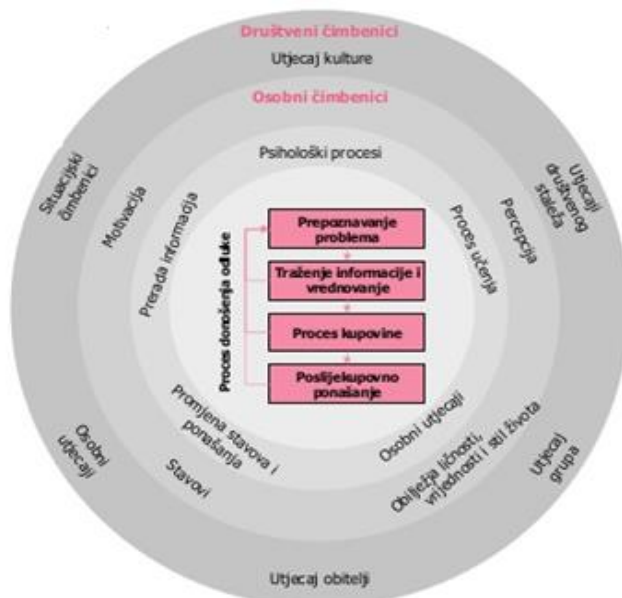 Društveni čimbenici
Utjecaj kulture
Osobni čimbenici
Psihološki procesi
Situacijski
čimbenici
Motivacija
Prerada informacija
Proces učenja
Percepcija
Utjecaji
društvenog
staleža
Proces donošenja odluke
Prepoznavanje
problema
Traženje informacije i
vrednovanje
Proces kupovine
Poslijekupovno
ponašanje
promjena stavova i
ponašanja
Osobni utjecaji
Osobni
utjecaji
Stavovi
Obilježja ličnosti,
vrijednosti i stil života
Utjecaj
grupa
Utjecaj obitelji